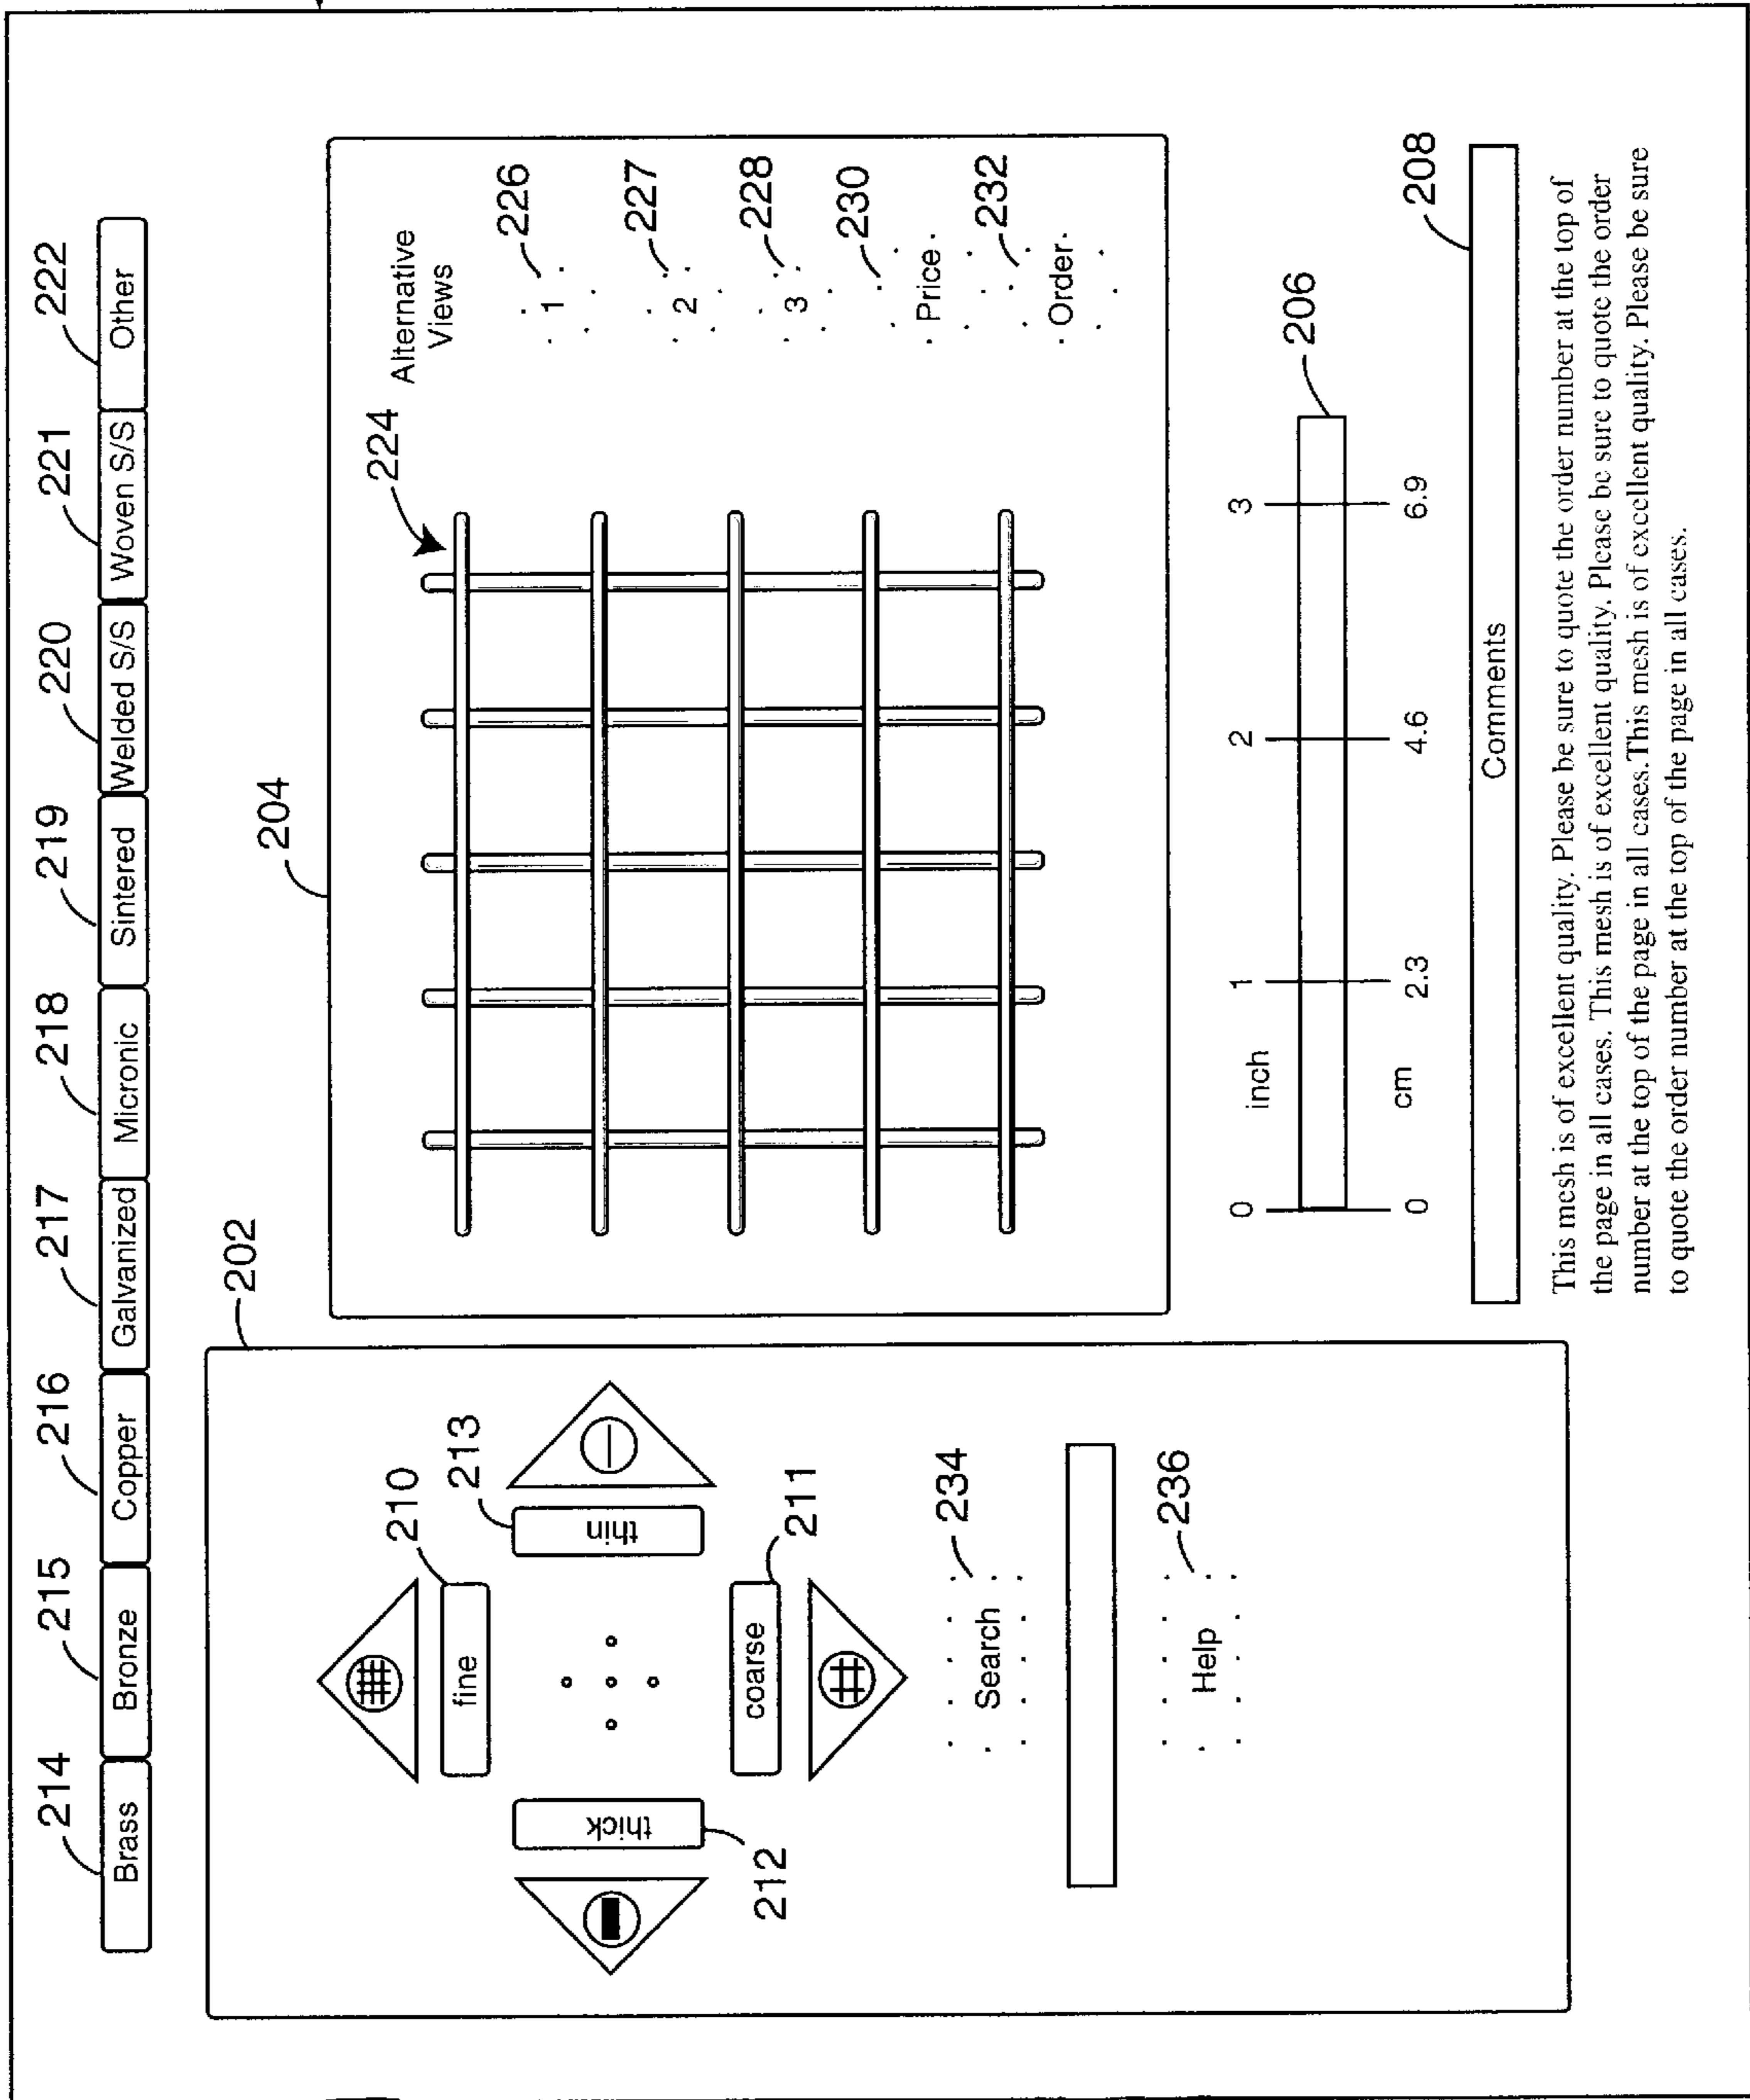 214 215 216 217 218 219 220 221 222
Brass Bronze Copper Galvanized Micronic Sintered Welded S/S Woven S/S Other
202
210
fine
213
thin
thick
212
coarse
211
Search
234
Help
236
204
224
Alternative
Views
1
226
2
227
3
228
230
Price
232
Order
0 1 2 3
inch
206
cm
0 2.3 4.6 6.9
208
Comments
This mesh is of excellent quality. Please be sure to quote the order number at the top of
the page in all cases. This mesh is of excellent quality. Please be sure to quote the order
number at the top of the page in all cases.This mesh is of excellent quality. Please be sure
to quote the order number at the top of the page in all cases.